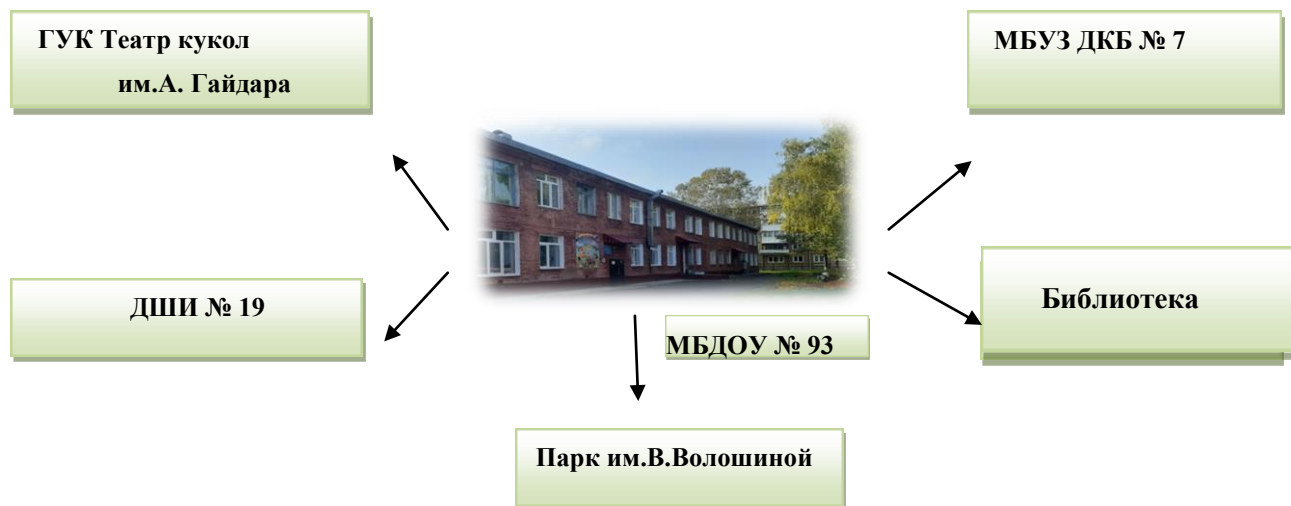 ГУК Театр кукол
им.А. Гайдара
МБУЗ ДКБ № 7
ДШИ № 19
Библиотека
МБДОУ № 93
Парк им.В.Волошиной